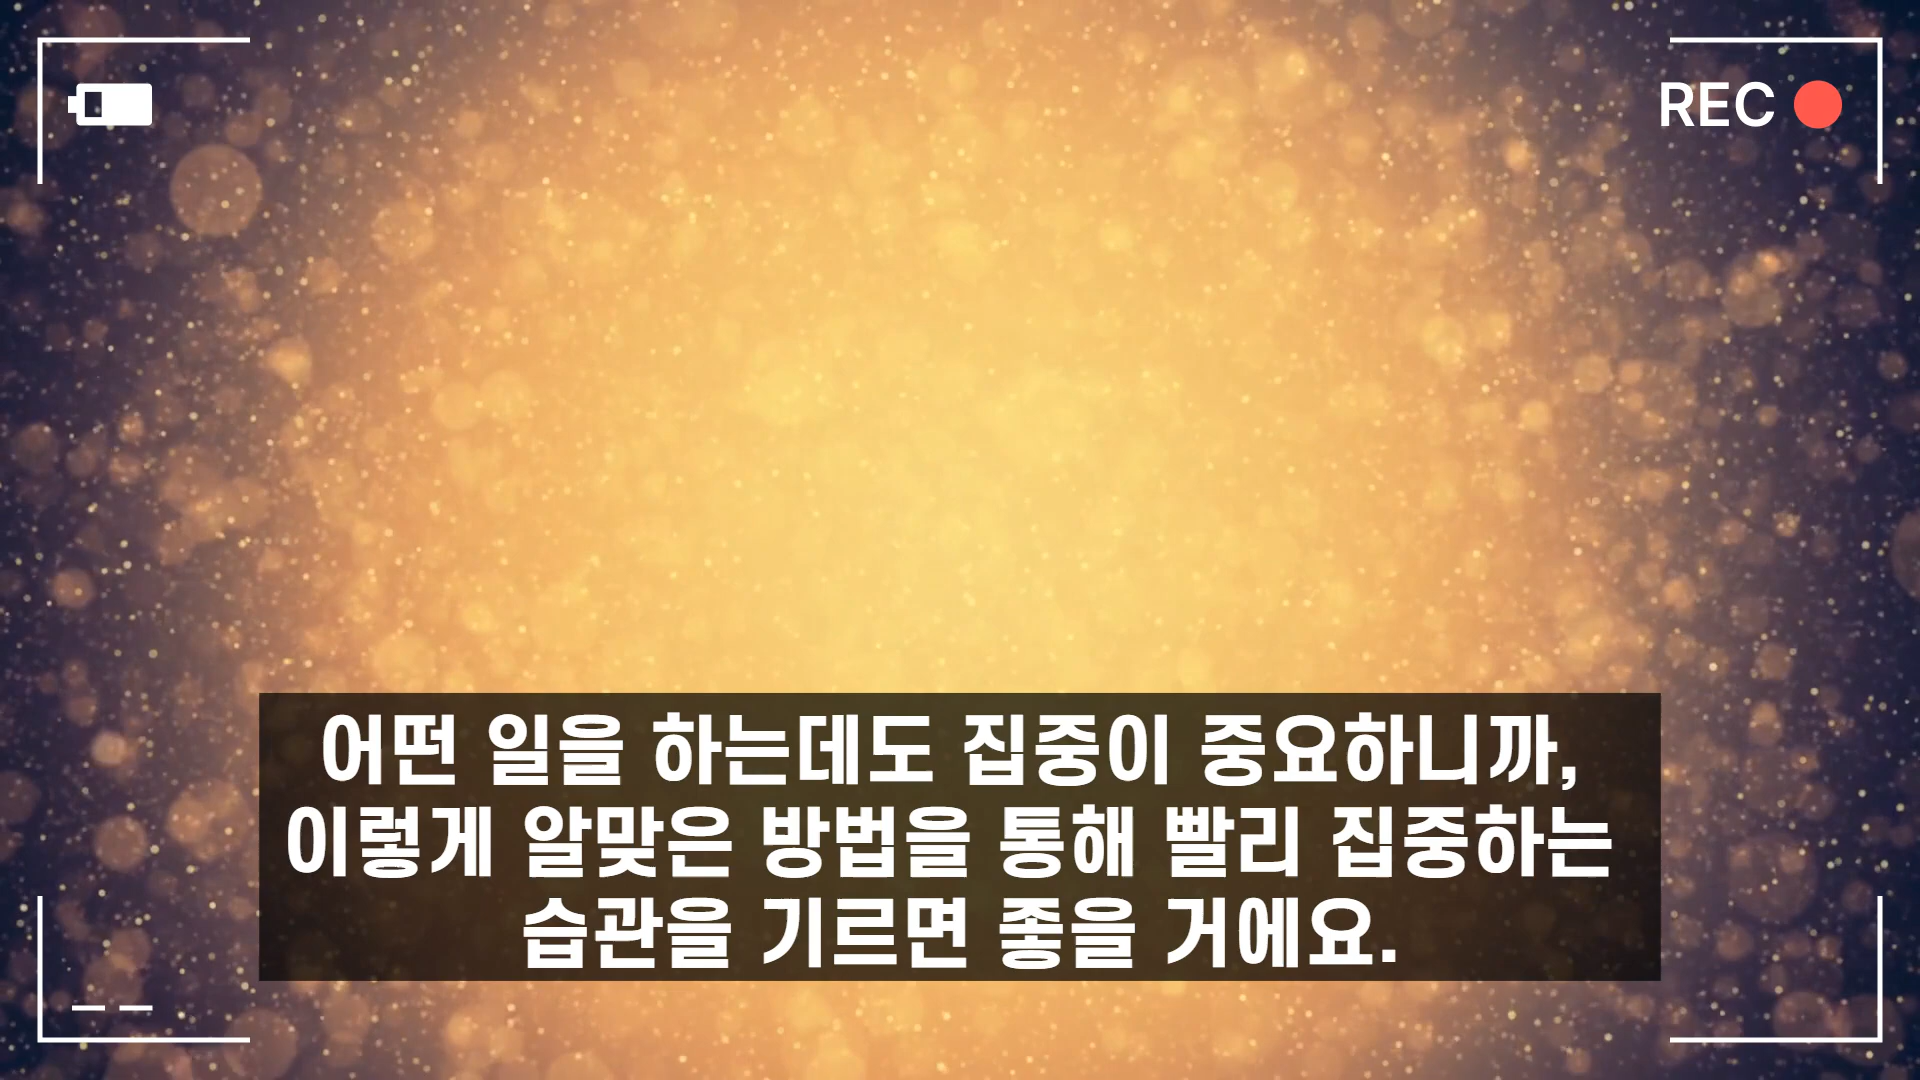 REC
어떤 일을 하는데도 집중이 중요하니까,
이렇게 알맞은 방법을 통해 빨리 집중하는
습관을 기르면 좋을 거에요.